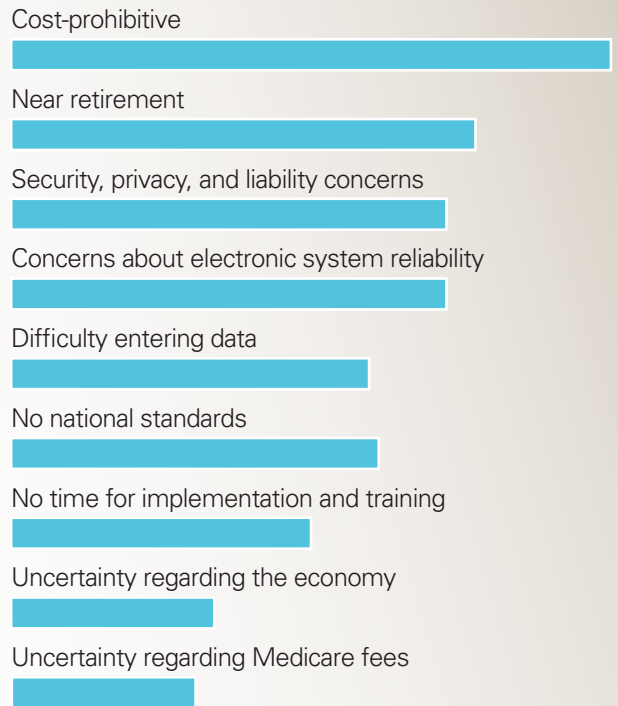 Cost-prohibitive
Near retirement
Security, privacy, and liability concerns
Concerns about electronic system reliability
Difficulty entering data
No national standards
No time for implementation and training
Uncertainty regarding the economy
Uncertainty regarding Medicare fees